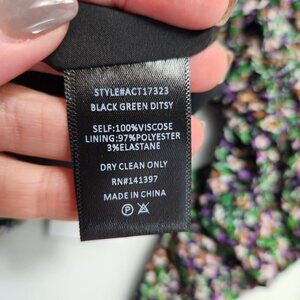 STYLE#ACT17323
BLACK GREEN DITSY
SELF:100%VISCOSE
LINING:97%POLYESTER
3%ELASTANE
DRY CLEAN ONLY
RN#141397
MADE IN CHINA
P